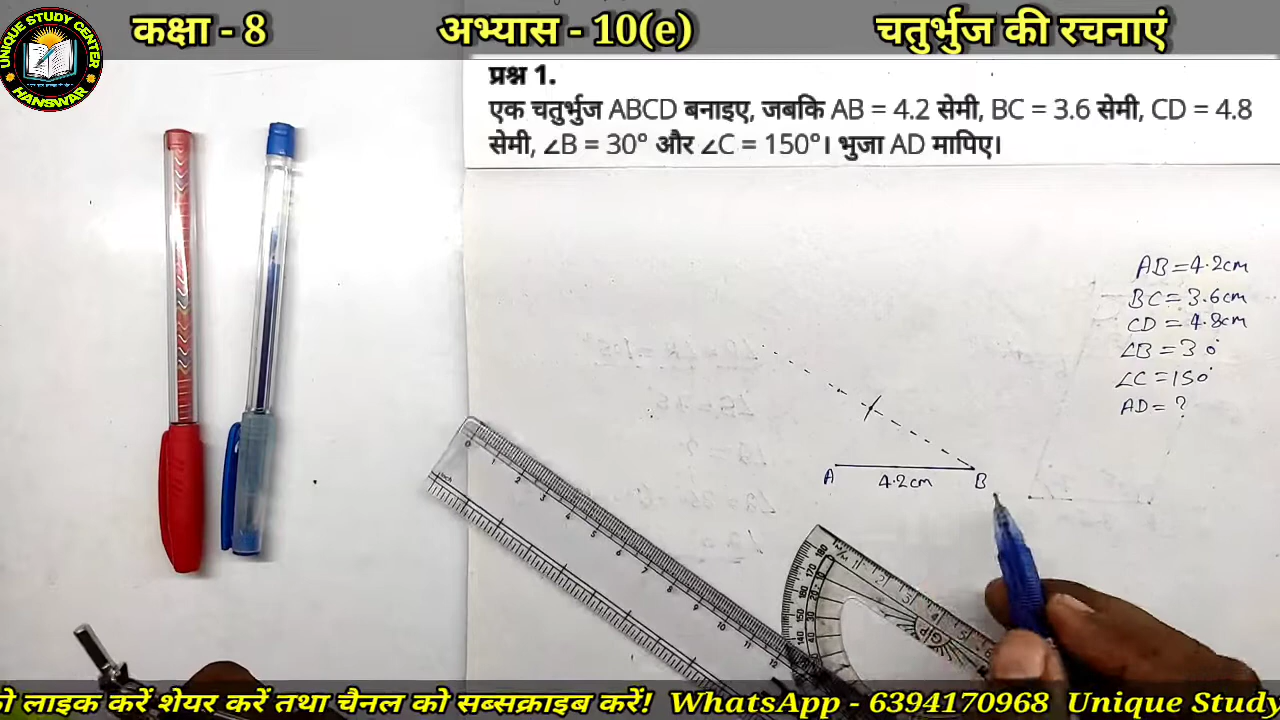 UNIQUE STUDY CENTER
HANSWAR
कक्षा - 8
अभ्यास - 10(e)
चतुर्भुज की रचनाएं
प्रश्न 1.
एक चतुर्भुज ABCD बनाइए, जबकि AB = 4.2 सेमी, BC = 3.6 सेमी, CD = 4.8
सेमी, ∠B = 30° और ∠C = 150°। भुजा AD मापिए।
AB = 4.2cm
BC = 3.6cm
CD = 4.8cm
∠B = 30°
∠C = 150°
AD = ?
A 4.2cm B
को लाइक करें शेयर करें तथा चैनल को सब्सक्राइब करें! WhatsApp - 6394170968 Unique Study